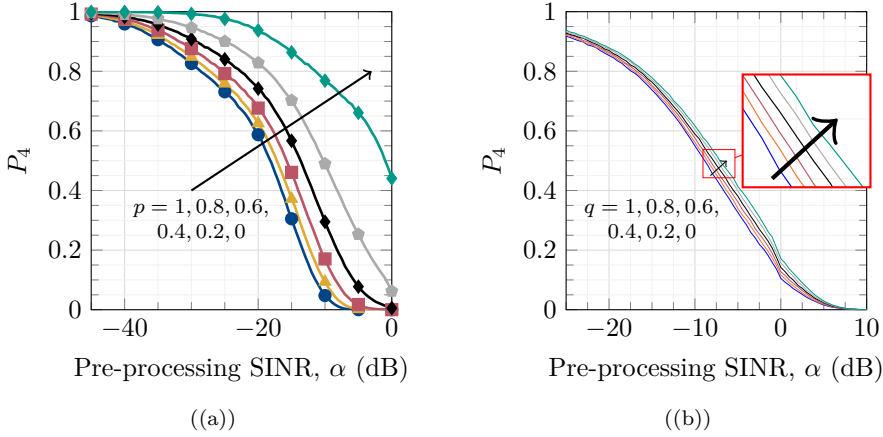 1
0.8
0.6
0.4
0.2
0
P4
p = 1, 0.8, 0.6,
0.4, 0.2, 0
−40 −20 0
Pre-processing SINR, α (dB)
((a))
1
0.8
0.6
0.4
0.2
0
P4
q = 1, 0.8, 0.6,
0.4, 0.2, 0
−20 −10 0 10
Pre-processing SINR, α (dB)
((b))